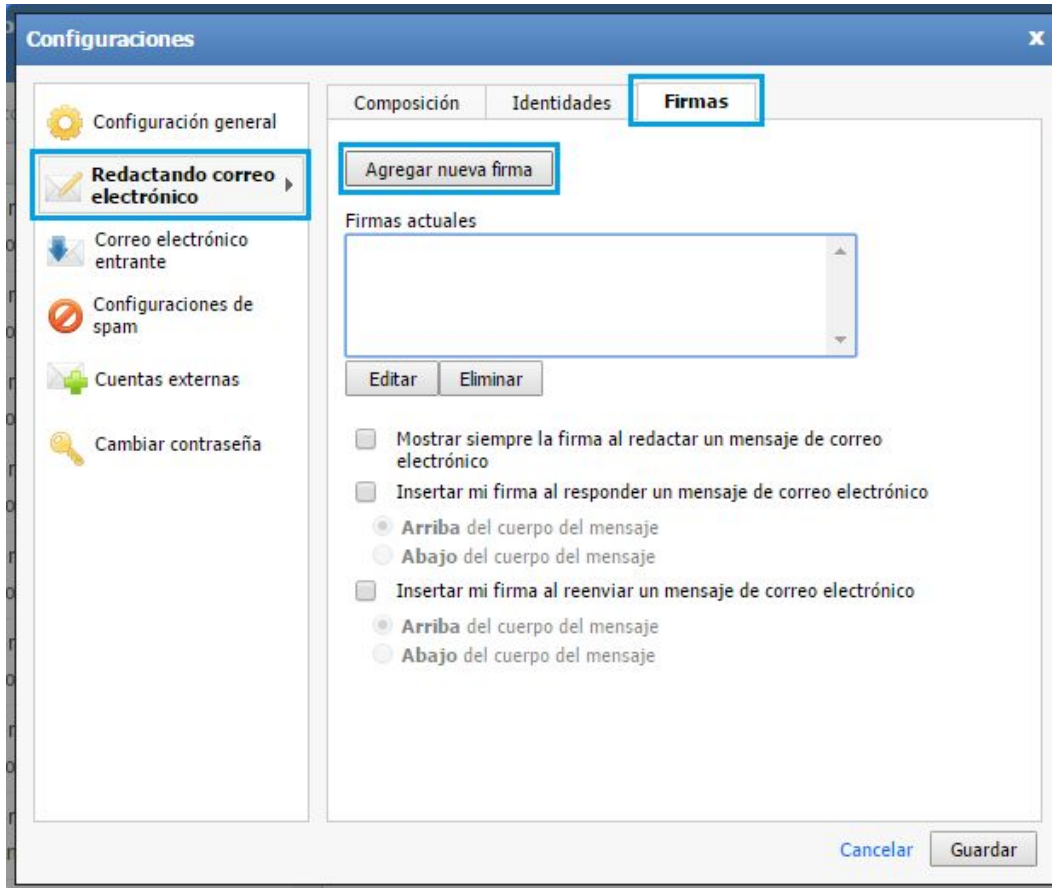 Configuraciones
x
Configuración general
Redactando correo
electrónico
Correo electrónico
entrante
Configuraciones de
spam
Cuentas externas
Cambiar contraseña
Composición
Identidades
Firmas
Agregar nueva firma
Firmas actuales
Editar
Eliminar
Mostrar siempre la firma al redactar un mensaje de correo
electrónico
Insertar mi firma al responder un mensaje de correo electrónico
Arriba del cuerpo del mensaje
Abajo del cuerpo del mensaje
Insertar mi firma al reenviar un mensaje de correo electrónico
Arriba del cuerpo del mensaje
Abajo del cuerpo del mensaje
Cancelar
Guardar